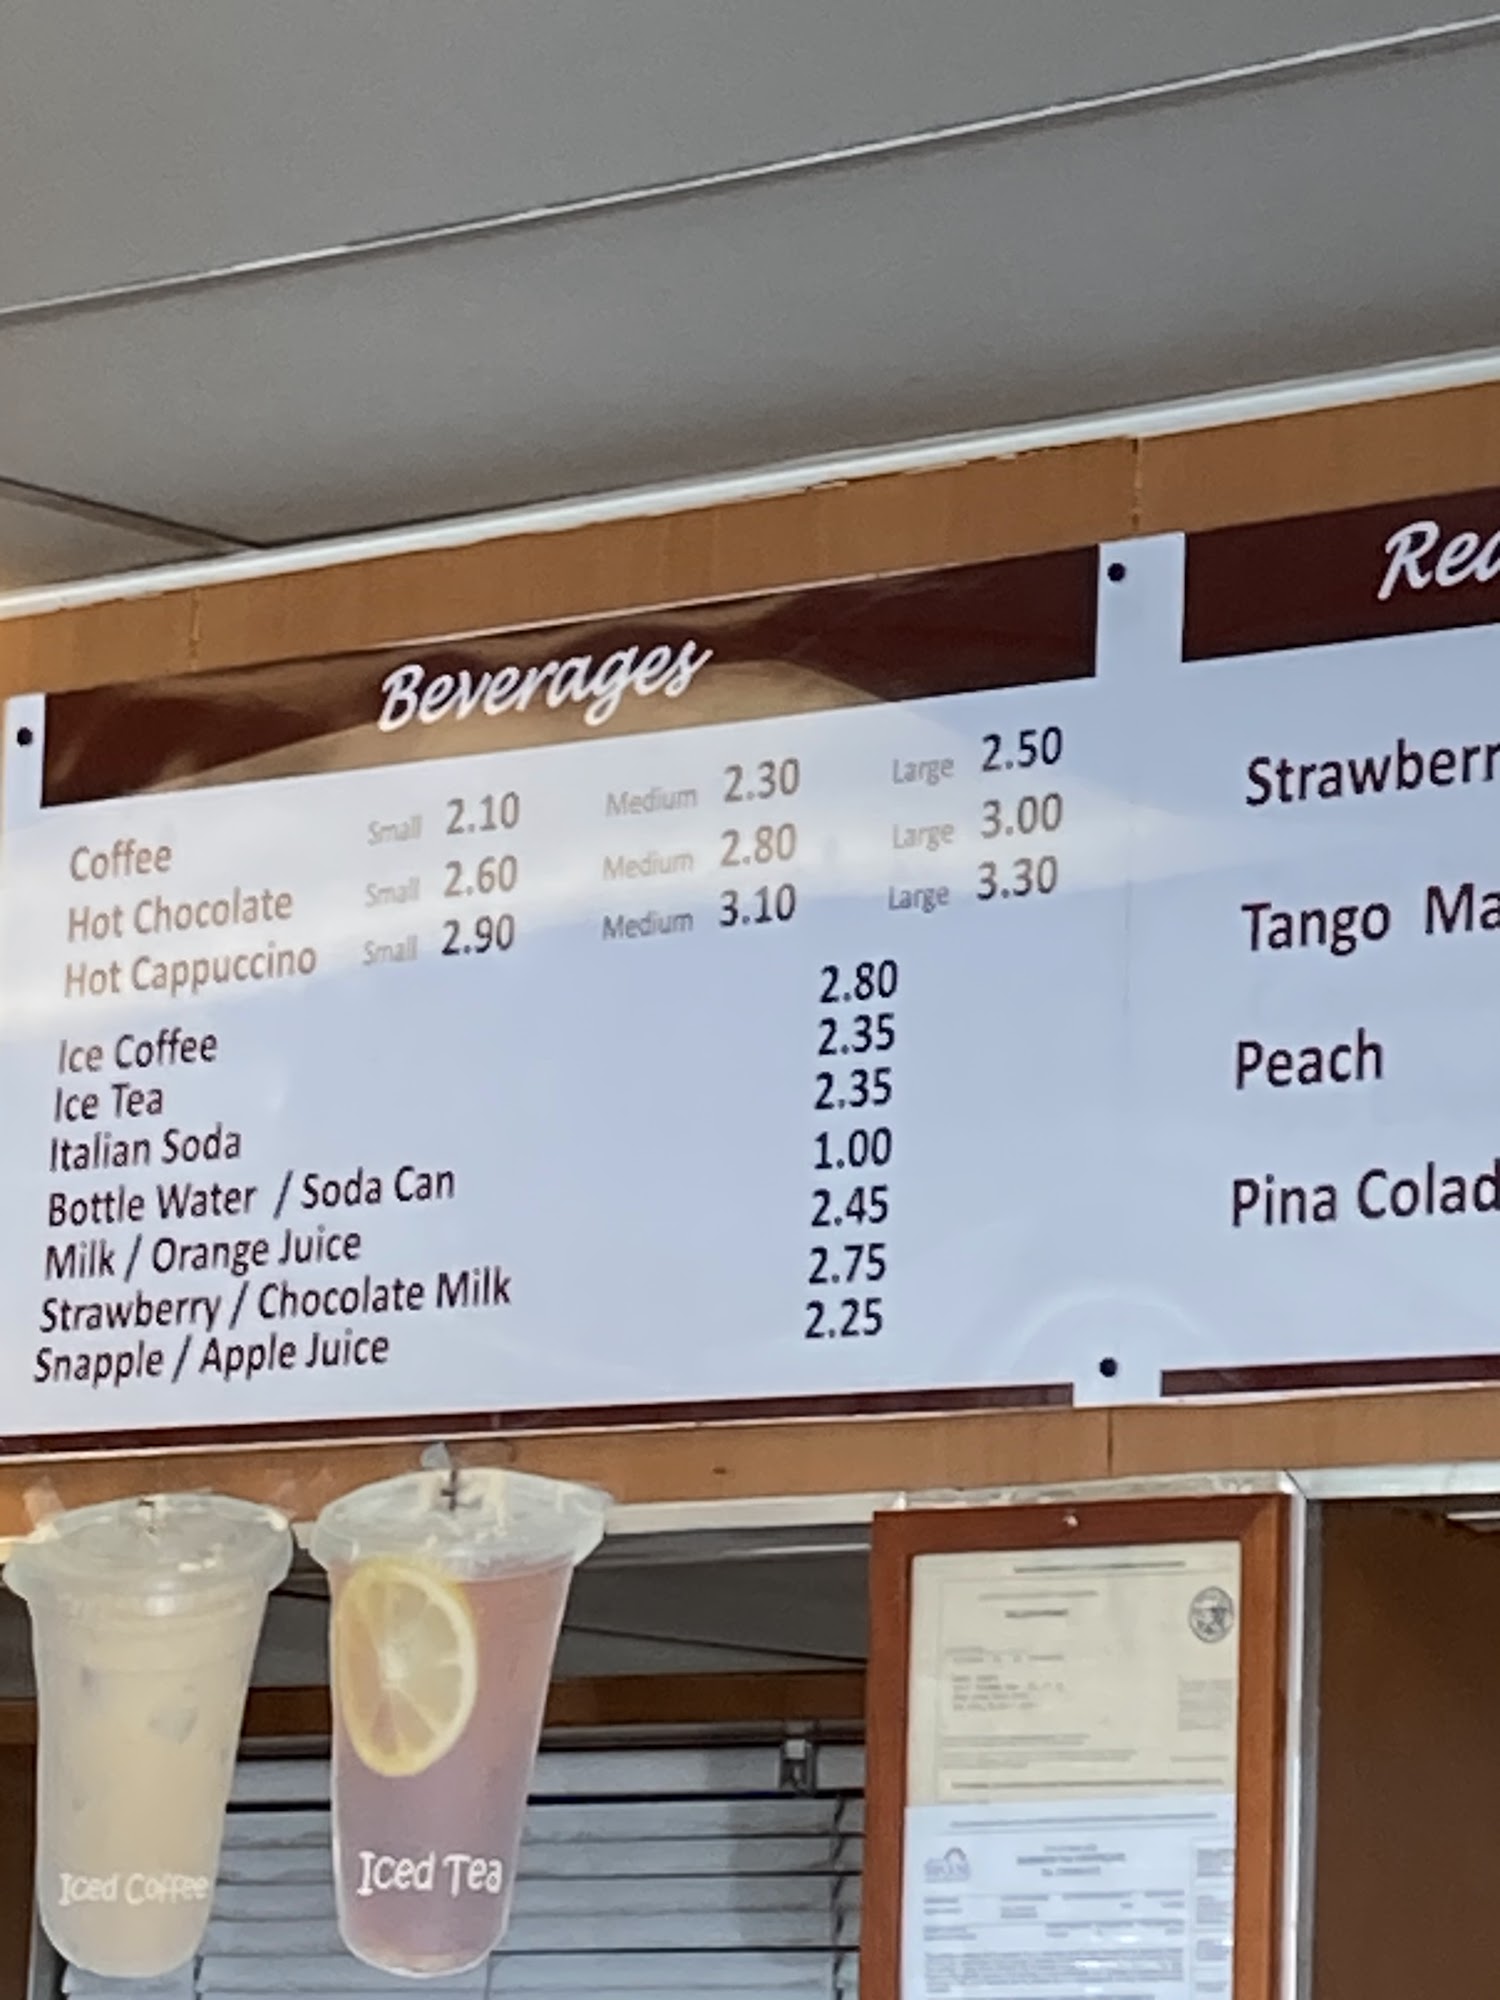 Beverages
Coffee Small 2.10 Medium 2.30 Large 2.50
Hot Chocolate Small 2.60 Medium 2.80 Large 3.00
Hot Cappuccino Small 2.90 Medium 3.10 Large 3.30
Ice Coffee 2.80
Ice Tea 2.35
Italian Soda 2.35
Bottle Water / Soda Can 1.00
Milk / Orange Juice 2.45
Strawberry / Chocolate Milk 2.75
Snapple / Apple Juice 2.25
Rea
Strawberr
Tango Ma
Peach
Pina Colad
Iced Coffee
Iced Tea